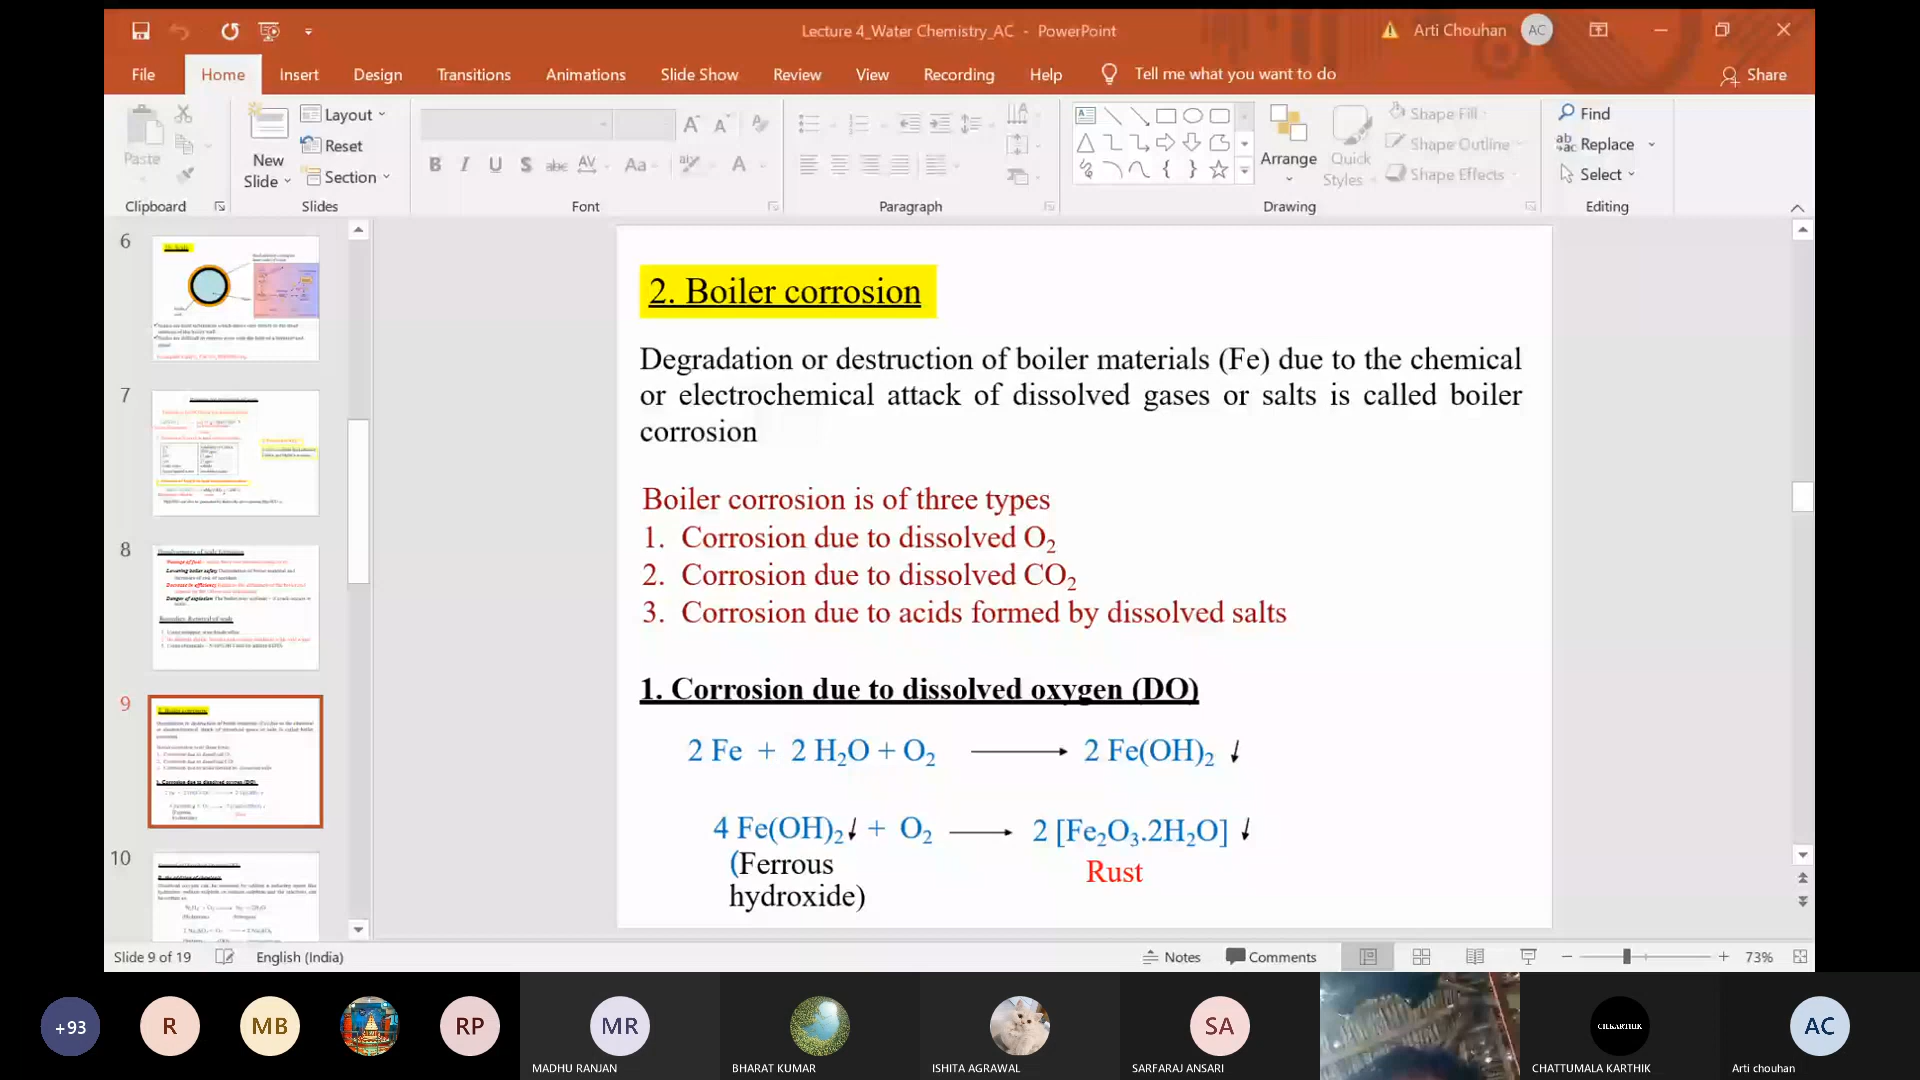 Lecture 4_Water Chemistry_AC - PowerPoint
Arti Chouhan
AC
File Home Insert Design Transitions Animations Slide Show Review View Recording Help Tell me what you want to do Share
Paste
New Slide
Layout
Reset
Section
Clipboard Slides Font Paragraph Drawing Editing
B I U S abc AV Aa A
Arrange
Quick Styles
Shape Fill
Shape Outline
Shape Effects
Find
Replace
Select
6
7
8
9
10
2. Boiler corrosion
Degradation or destruction of boiler materials (Fe) due to the chemical
or electrochemical attack of dissolved gases or salts is called boiler
corrosion
Boiler corrosion is of three types
1. Corrosion due to dissolved O₂
2. Corrosion due to dissolved CO₂
3. Corrosion due to acids formed by dissolved salts
1. Corrosion due to dissolved oxygen (DO)
2 Fe + 2 H₂O + O₂ ⟶ 2 Fe(OH)₂ ↓
4 Fe(OH)₂↓ + O₂ ⟶ 2 [Fe₂O₃.2H₂O] ↓
(Ferrous
hydroxide)
Rust
Slide 9 of 19 English (India) Notes Comments 73%
+93 R MB RP MR SA CH.KARTHIK AC
MADHU RANJAN BHARAT KUMAR ISHITA AGRAWAL SARFARAJ ANSARI CHATTUMALA KARTHIK Arti chouhan